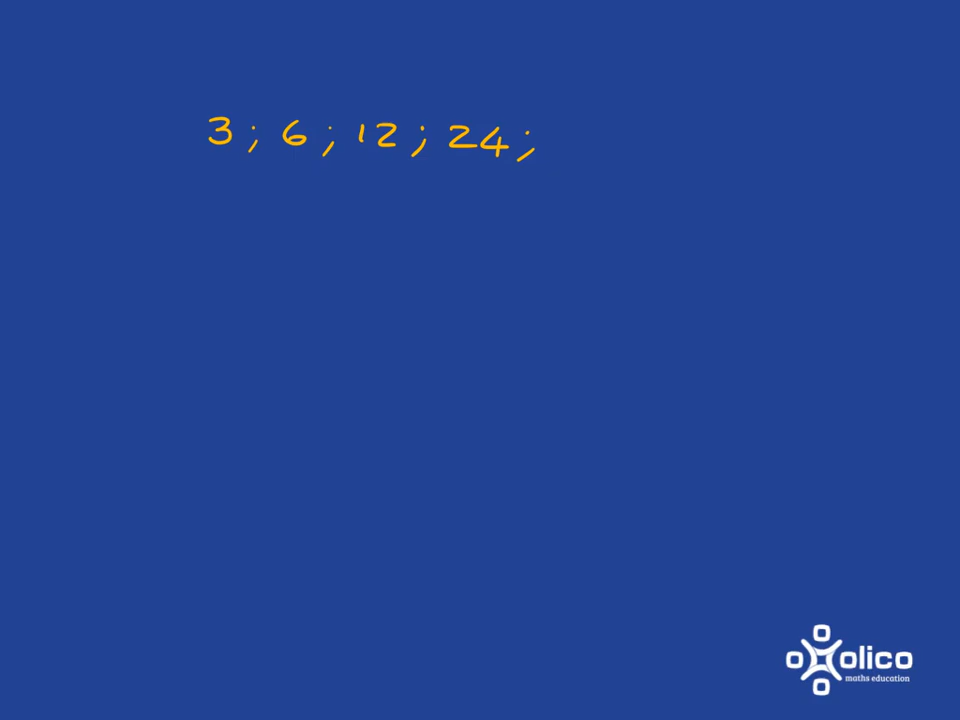 3 ; 6 ; 12 ; 24 ;
olico
maths education